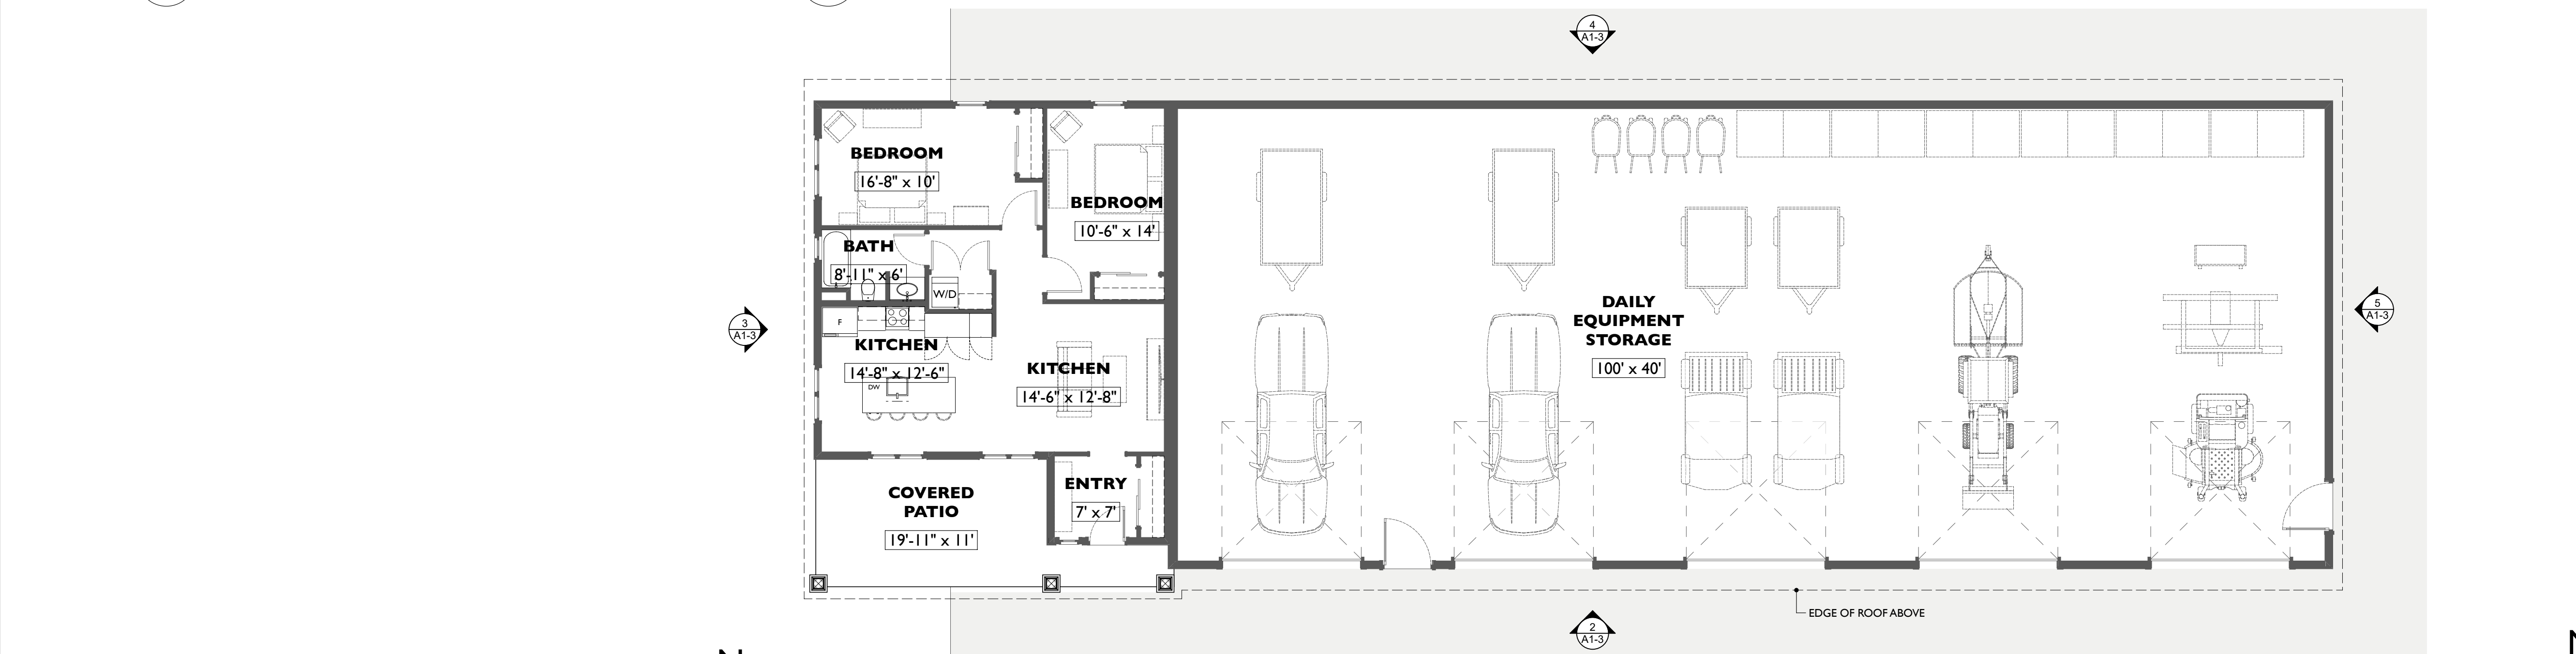 4
A1-3
BEDROOM
16'-8" x 10'
BEDROOM
10'-6" x 14'
BATH
8'-11" x 6'
W/D
F
KITCHEN
14'-8" x 12'-6"
DW
KITCHEN
14'-6" x 12'-8"
3
A1-3
DAILY
EQUIPMENT
STORAGE
100' x 40'
5
A1-3
COVERED
PATIO
19'-11" x 11'
ENTRY
7' x 7'
EDGE OF ROOF ABOVE
2
A1-3